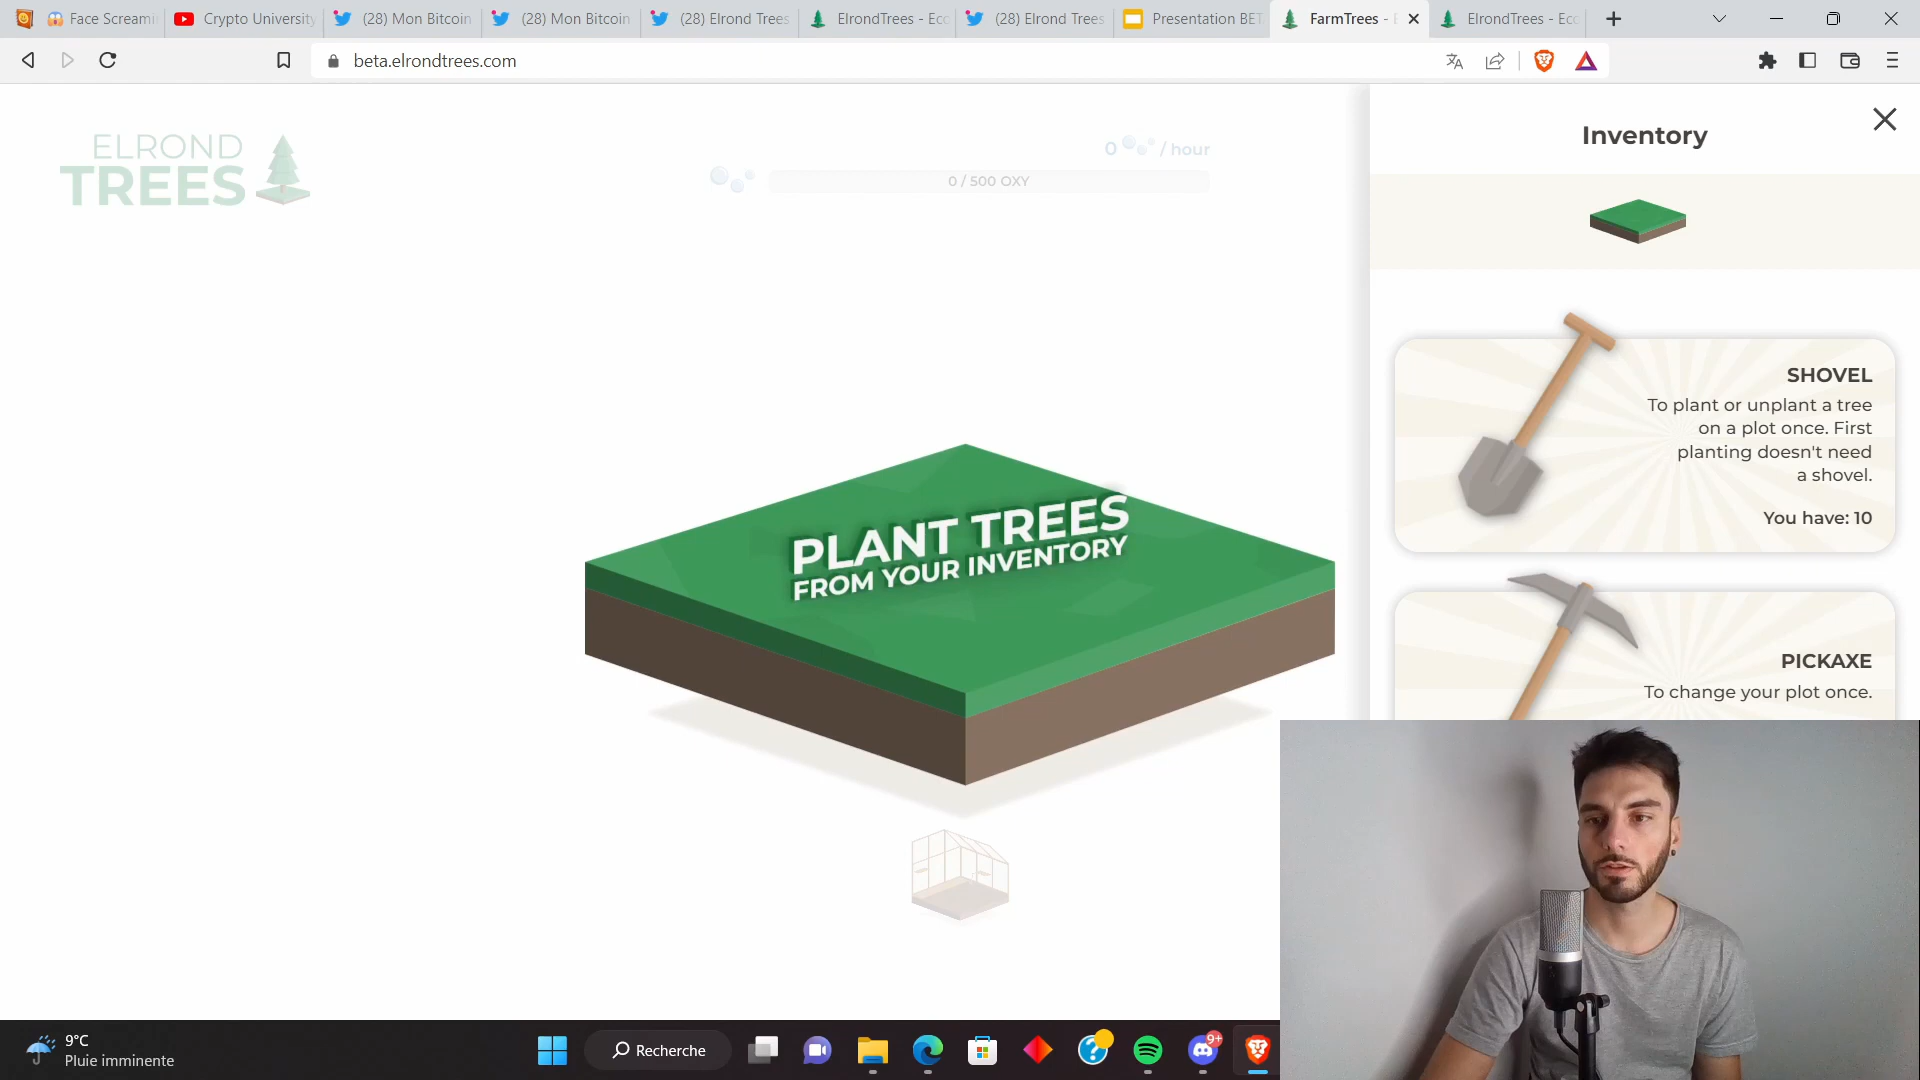 Face Screami
Crypto University
(28) Mon Bitcoin
(28) Mon Bitcoin
(28) Elrond Trees
ElrondTrees - Ecc
(28) Elrond Trees
Presentation BET
FarmTrees - E
ElrondTrees - Ecc
beta.elrondtrees.com
ELROND
TREES
0 / hour
0 / 500 OXY
PLANT TREES
FROM YOUR INVENTORY
Inventory
SHOVEL
To plant or unplant a tree
on a plot once. First
planting doesn't need
a shovel.
You have: 10
PICKAXE
To change your plot once.
9°C
Pluie imminente
Recherche
9+